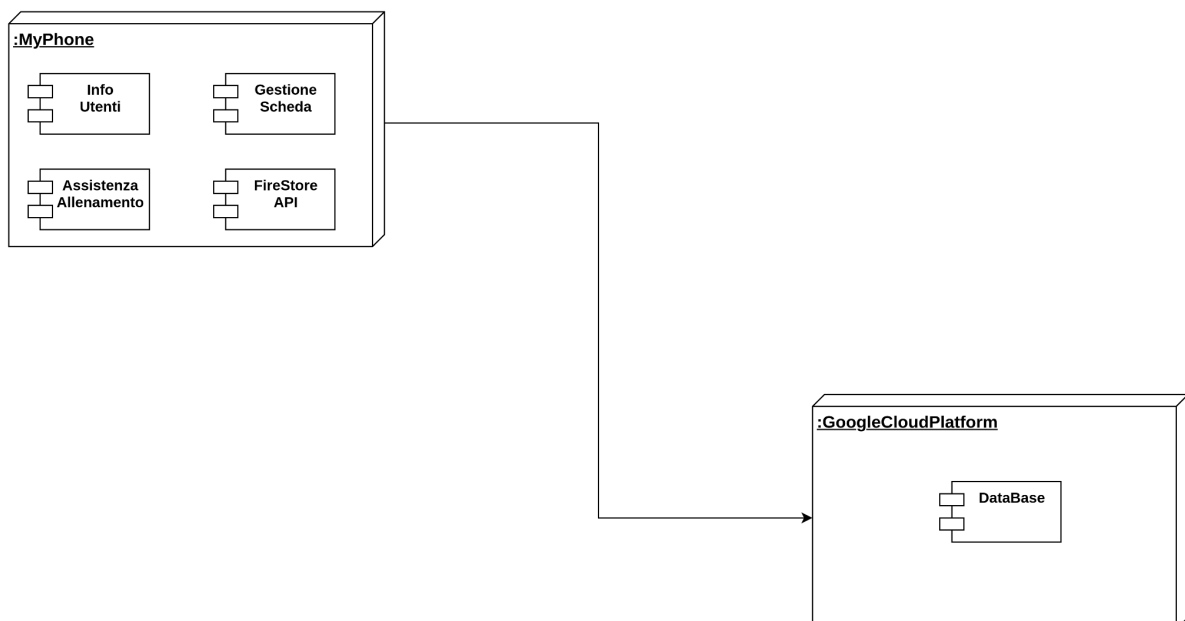 :MyPhone
Info
Utenti
Gestione
Scheda
Assistenza
Allenamento
FireStore
API
:GoogleCloudPlatform
DataBase